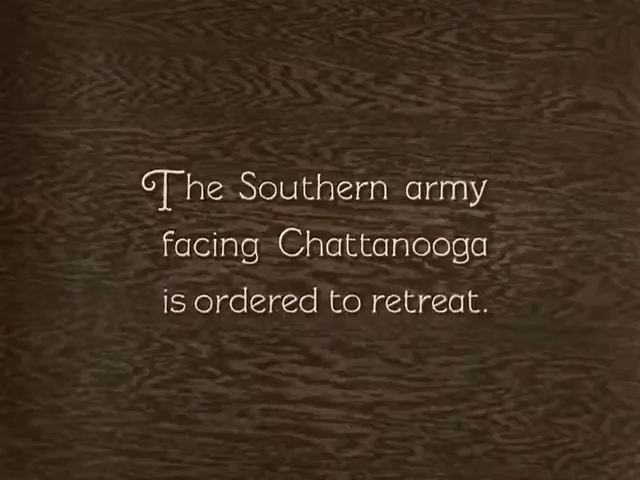 The Southern army
facing Chattanooga
is ordered to retreat.